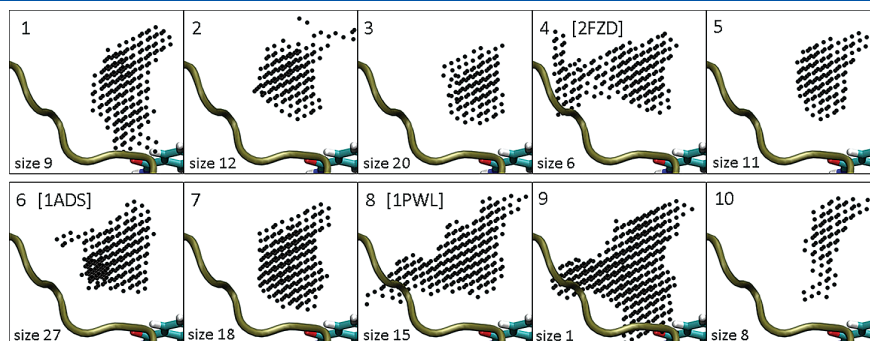 1
2
3
4 [2FZD]
5
size 9
size 12
size 20
size 6
size 11
6 [1ADS]
7
8 [1PWL]
9
10
size 27
size 18
size 15
size 1
size 8